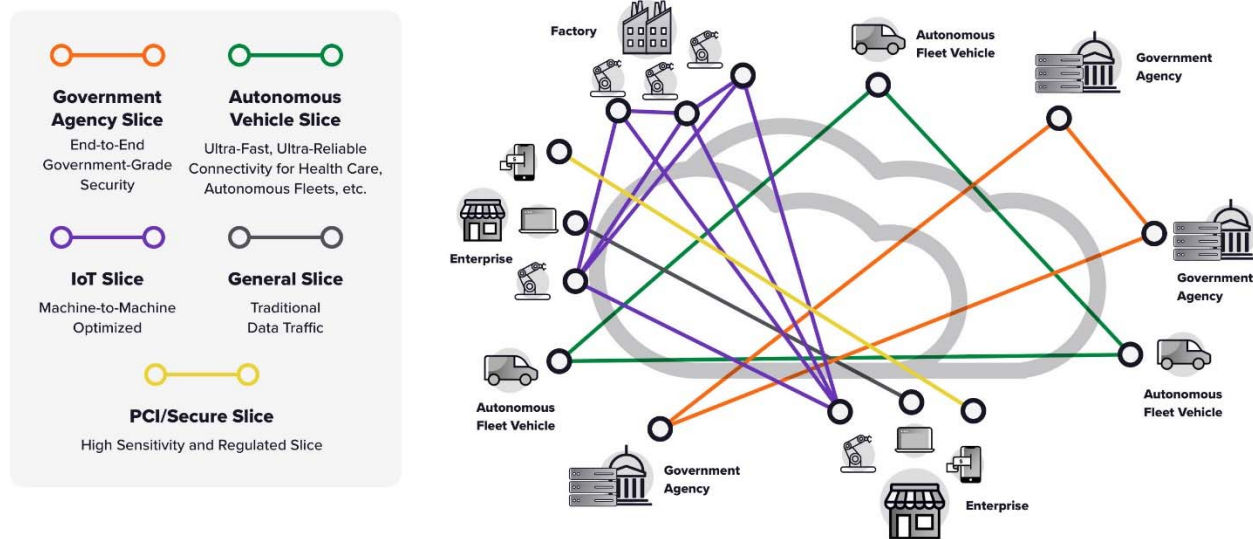 Government
Agency Slice
End-to-End
Government-Grade
Security
Autonomous
Vehicle Slice
Ultra-Fast, Ultra-Reliable
Connectivity for Health Care,
Autonomous Fleets, etc.
IoT Slice
Machine-to-Machine
Optimized
General Slice
Traditional
Data Traffic
PCI/Secure Slice
High Sensitivity and Regulated Slice
Factory
Autonomous
Fleet Vehicle
Government
Agency
Enterprise
Government
Agency
Autonomous
Fleet Vehicle
Autonomous
Fleet Vehicle
Government
Agency
Enterprise